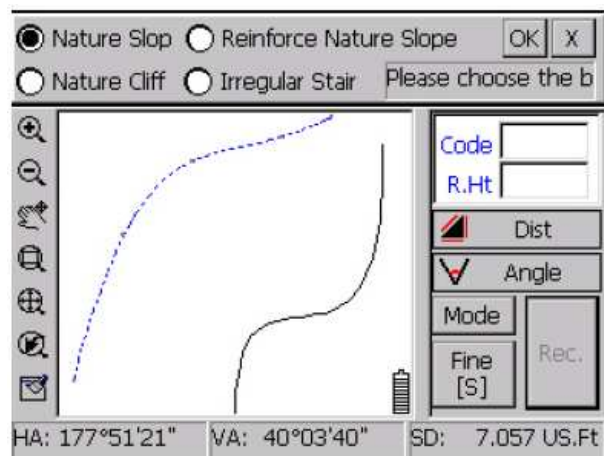 Nature Slop Reinforce Nature Slope OK X
Nature Cliff Irregular Stair Please choose the b
Code
R.Ht
Dist
Angle
Mode
Rec.
Fine
[S]
HA: 177°51'21" VA: 40°03'40" SD: 7.057 US.Ft